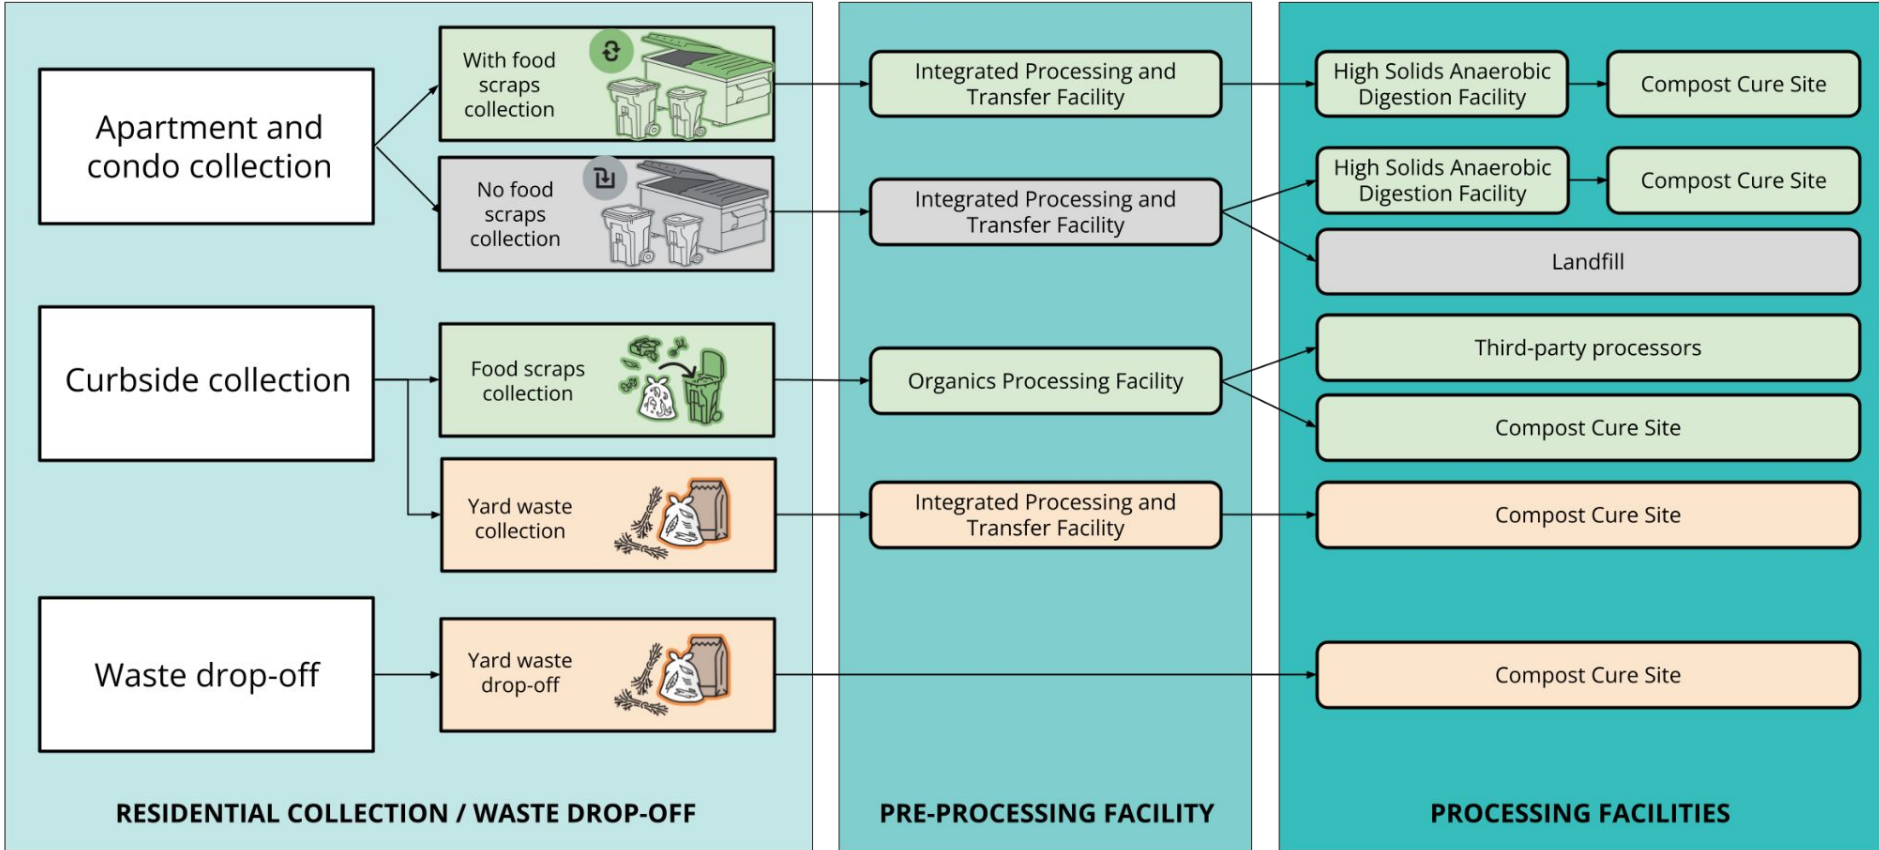 Apartment and
condo collection
With food
scraps
collection
Integrated Processing and
Transfer Facility
High Solids Anaerobic
Digestion Facility
Compost Cure Site
No food
scraps
collection
Integrated Processing and
Transfer Facility
High Solids Anaerobic
Digestion Facility
Compost Cure Site
Landfill
Curbside collection
Food scraps
collection
Organics Processing Facility
Third-party processors
Compost Cure Site
Yard waste
collection
Integrated Processing and
Transfer Facility
Compost Cure Site
Waste drop-off
Yard waste
drop-off
Compost Cure Site
RESIDENTIAL COLLECTION / WASTE DROP-OFF
PRE-PROCESSING FACILITY
PROCESSING FACILITIES